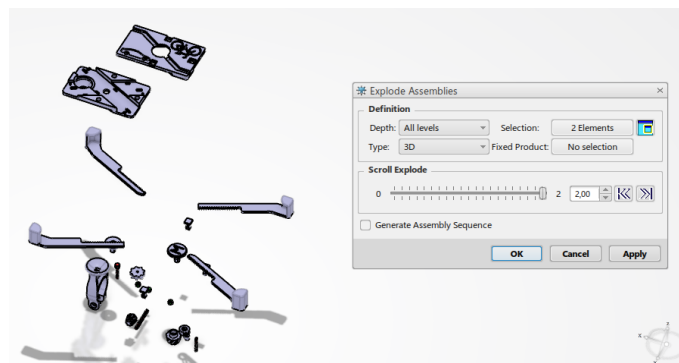 Explode Assemblies
Definition
Depth: All levels Selection: 2 Elements
Type: 3D Fixed Product: No selection
Scroll Explode
0 2 2,00
Generate Assembly Sequence
OK Cancel Apply